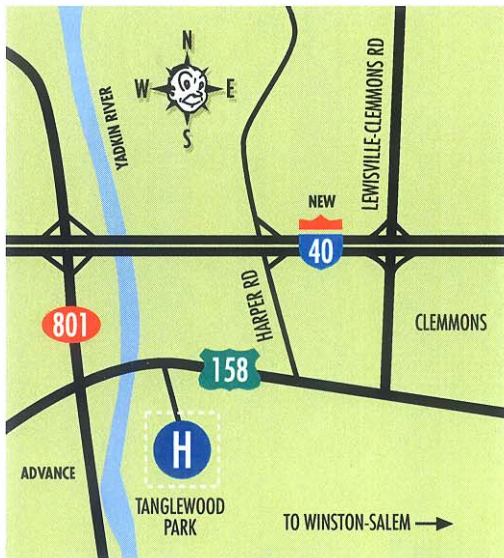 N
W E
S
YADKIN RIVER
LEWISVILLE-CLEMMONS RD
NEW
40
HARPER RD
801
CLEMMONS
158
H
ADVANCE
TANGLEWOOD
PARK
TO WINSTON-SALEM